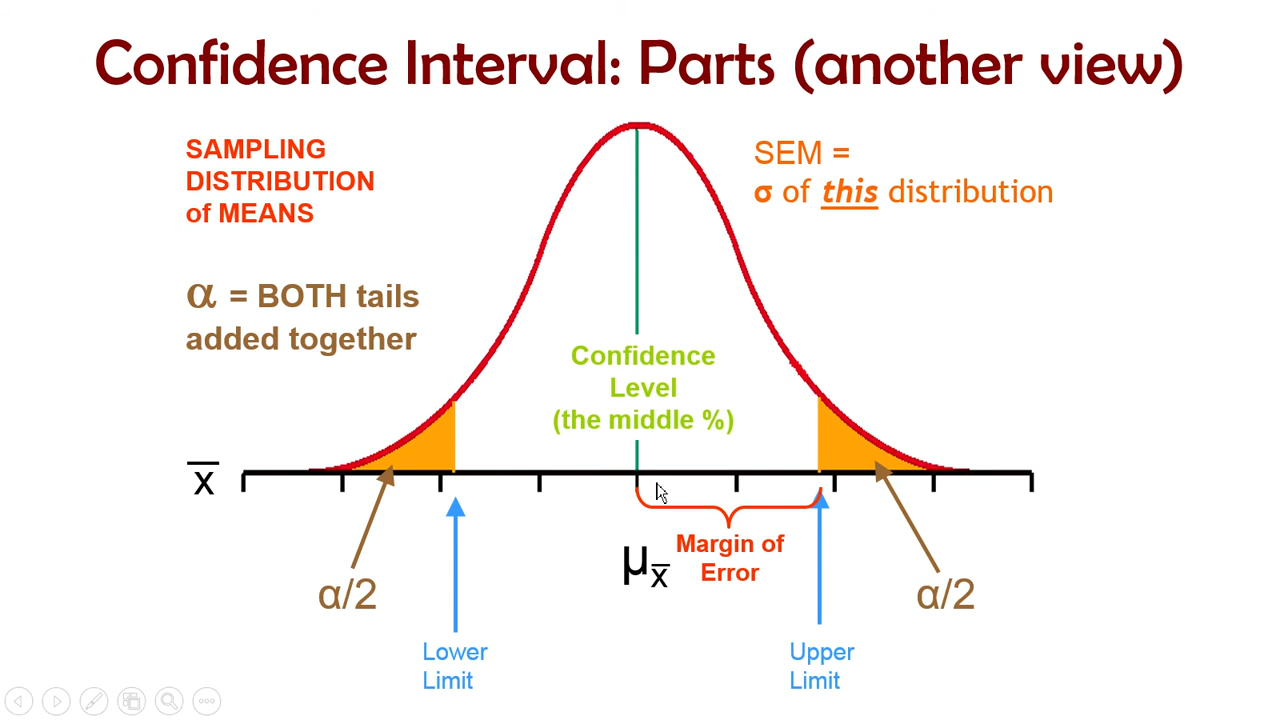 Confidence Interval: Parts (another view)
SAMPLING
DISTRIBUTION
of MEANS
SEM =
σ of this distribution
α = BOTH tails
added together
Confidence
Level
(the middle %)
x̄
μx̄
Margin of
Error
α/2
α/2
Lower
Limit
Upper
Limit